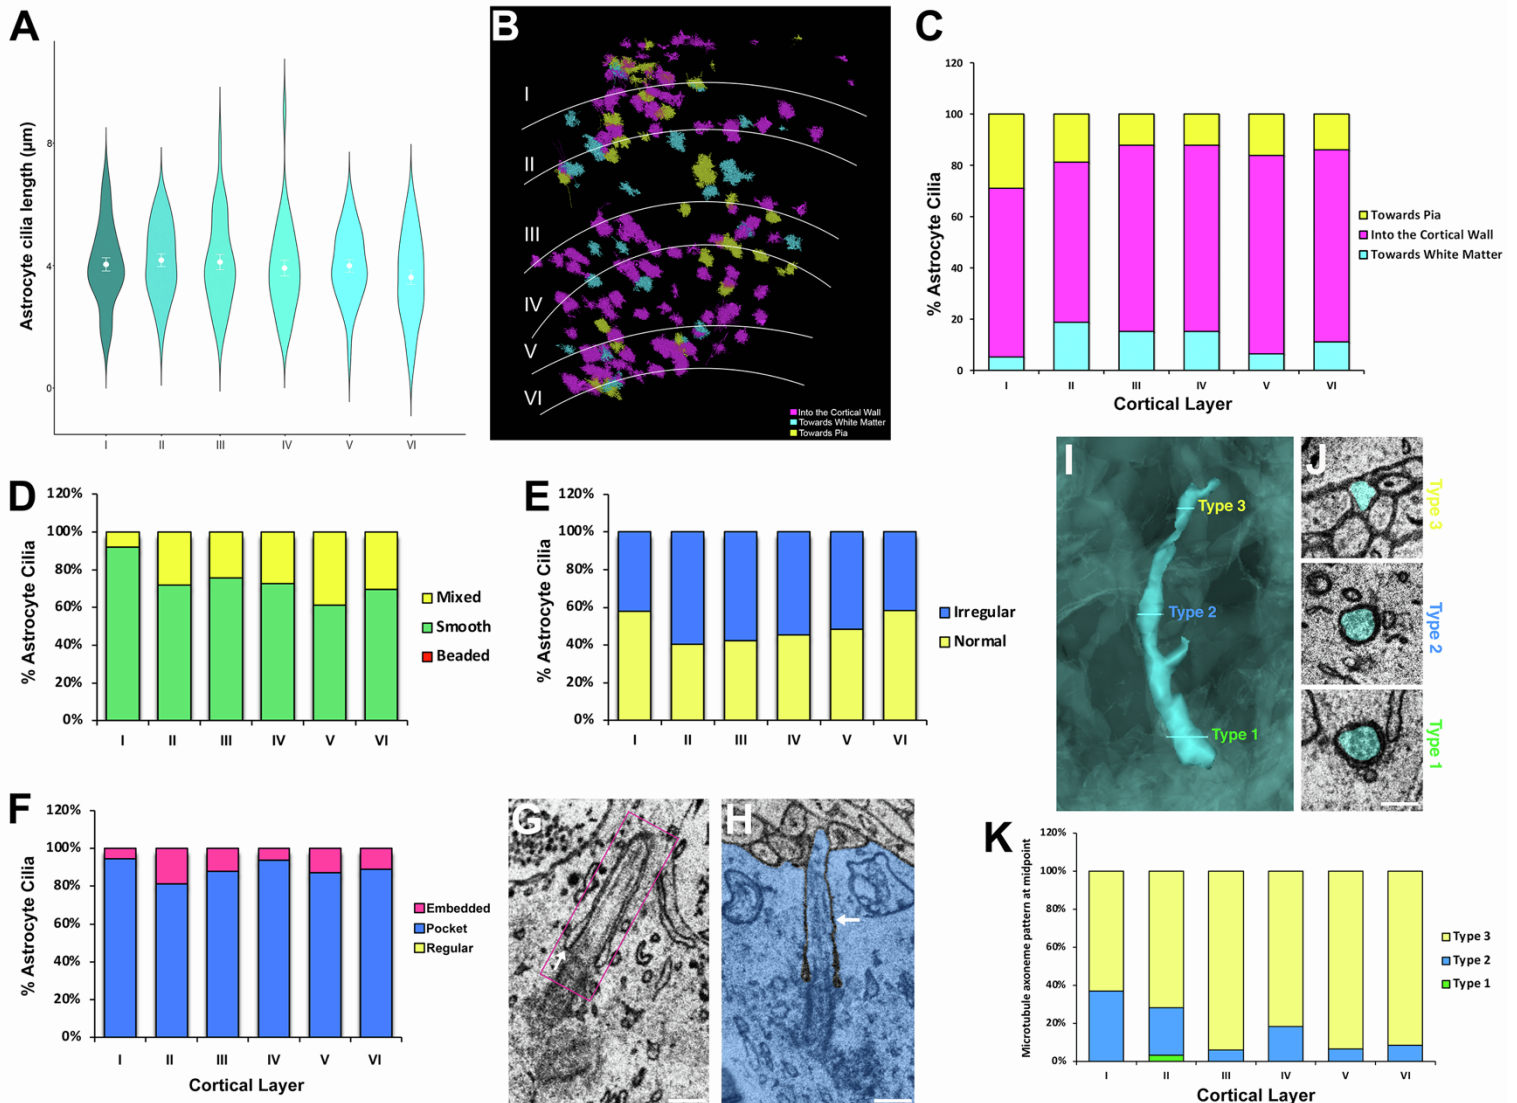 A
Astrocyte cilia length (µm)
8
4
0
I II III IV V VI
B
I
II
III
IV
V
VI
Into the Cortical Wall
Towards White Matter
Towards Pia
C
% Astrocyte Cilia
120
100
80
60
40
20
0
I II III IV V VI
Cortical Layer
Towards Pia
Into the Cortical Wall
Towards White Matter
D
% Astrocyte Cilia
120%
100%
80%
60%
40%
20%
0%
I II III IV V VI
Mixed
Smooth
Beaded
E
% Astrocyte Cilia
120%
100%
80%
60%
40%
20%
0%
I II III IV V VI
Irregular
Normal
F
% Astrocyte Cilia
120%
100%
80%
60%
40%
20%
0%
I II III IV V VI
Cortical Layer
Embedded
Pocket
Regular
G
H
I
Type 3
Type 2
Type 1
J
Type 3
Type 2
Type 1
K
Microtubule axoneme pattern at midpoint
120%
100%
80%
60%
40%
20%
0%
I II III IV V VI
Cortical Layer
Type 3
Type 2
Type 1